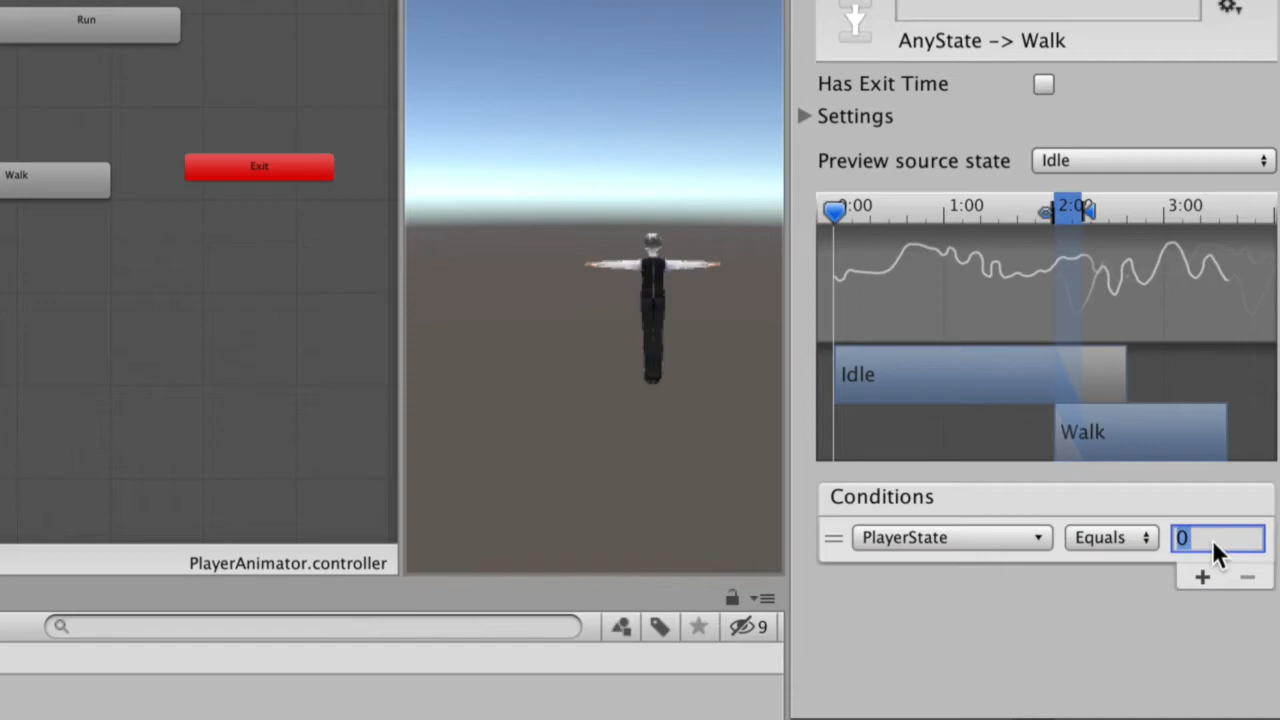 Run
AnyState -> Walk
Has Exit Time
Settings
Exit
Preview source state
Idle
Walk
0:00
1:00
2:00
3:00
Idle
Walk
Conditions
PlayerState
Equals
0
PlayerAnimator.controller
9